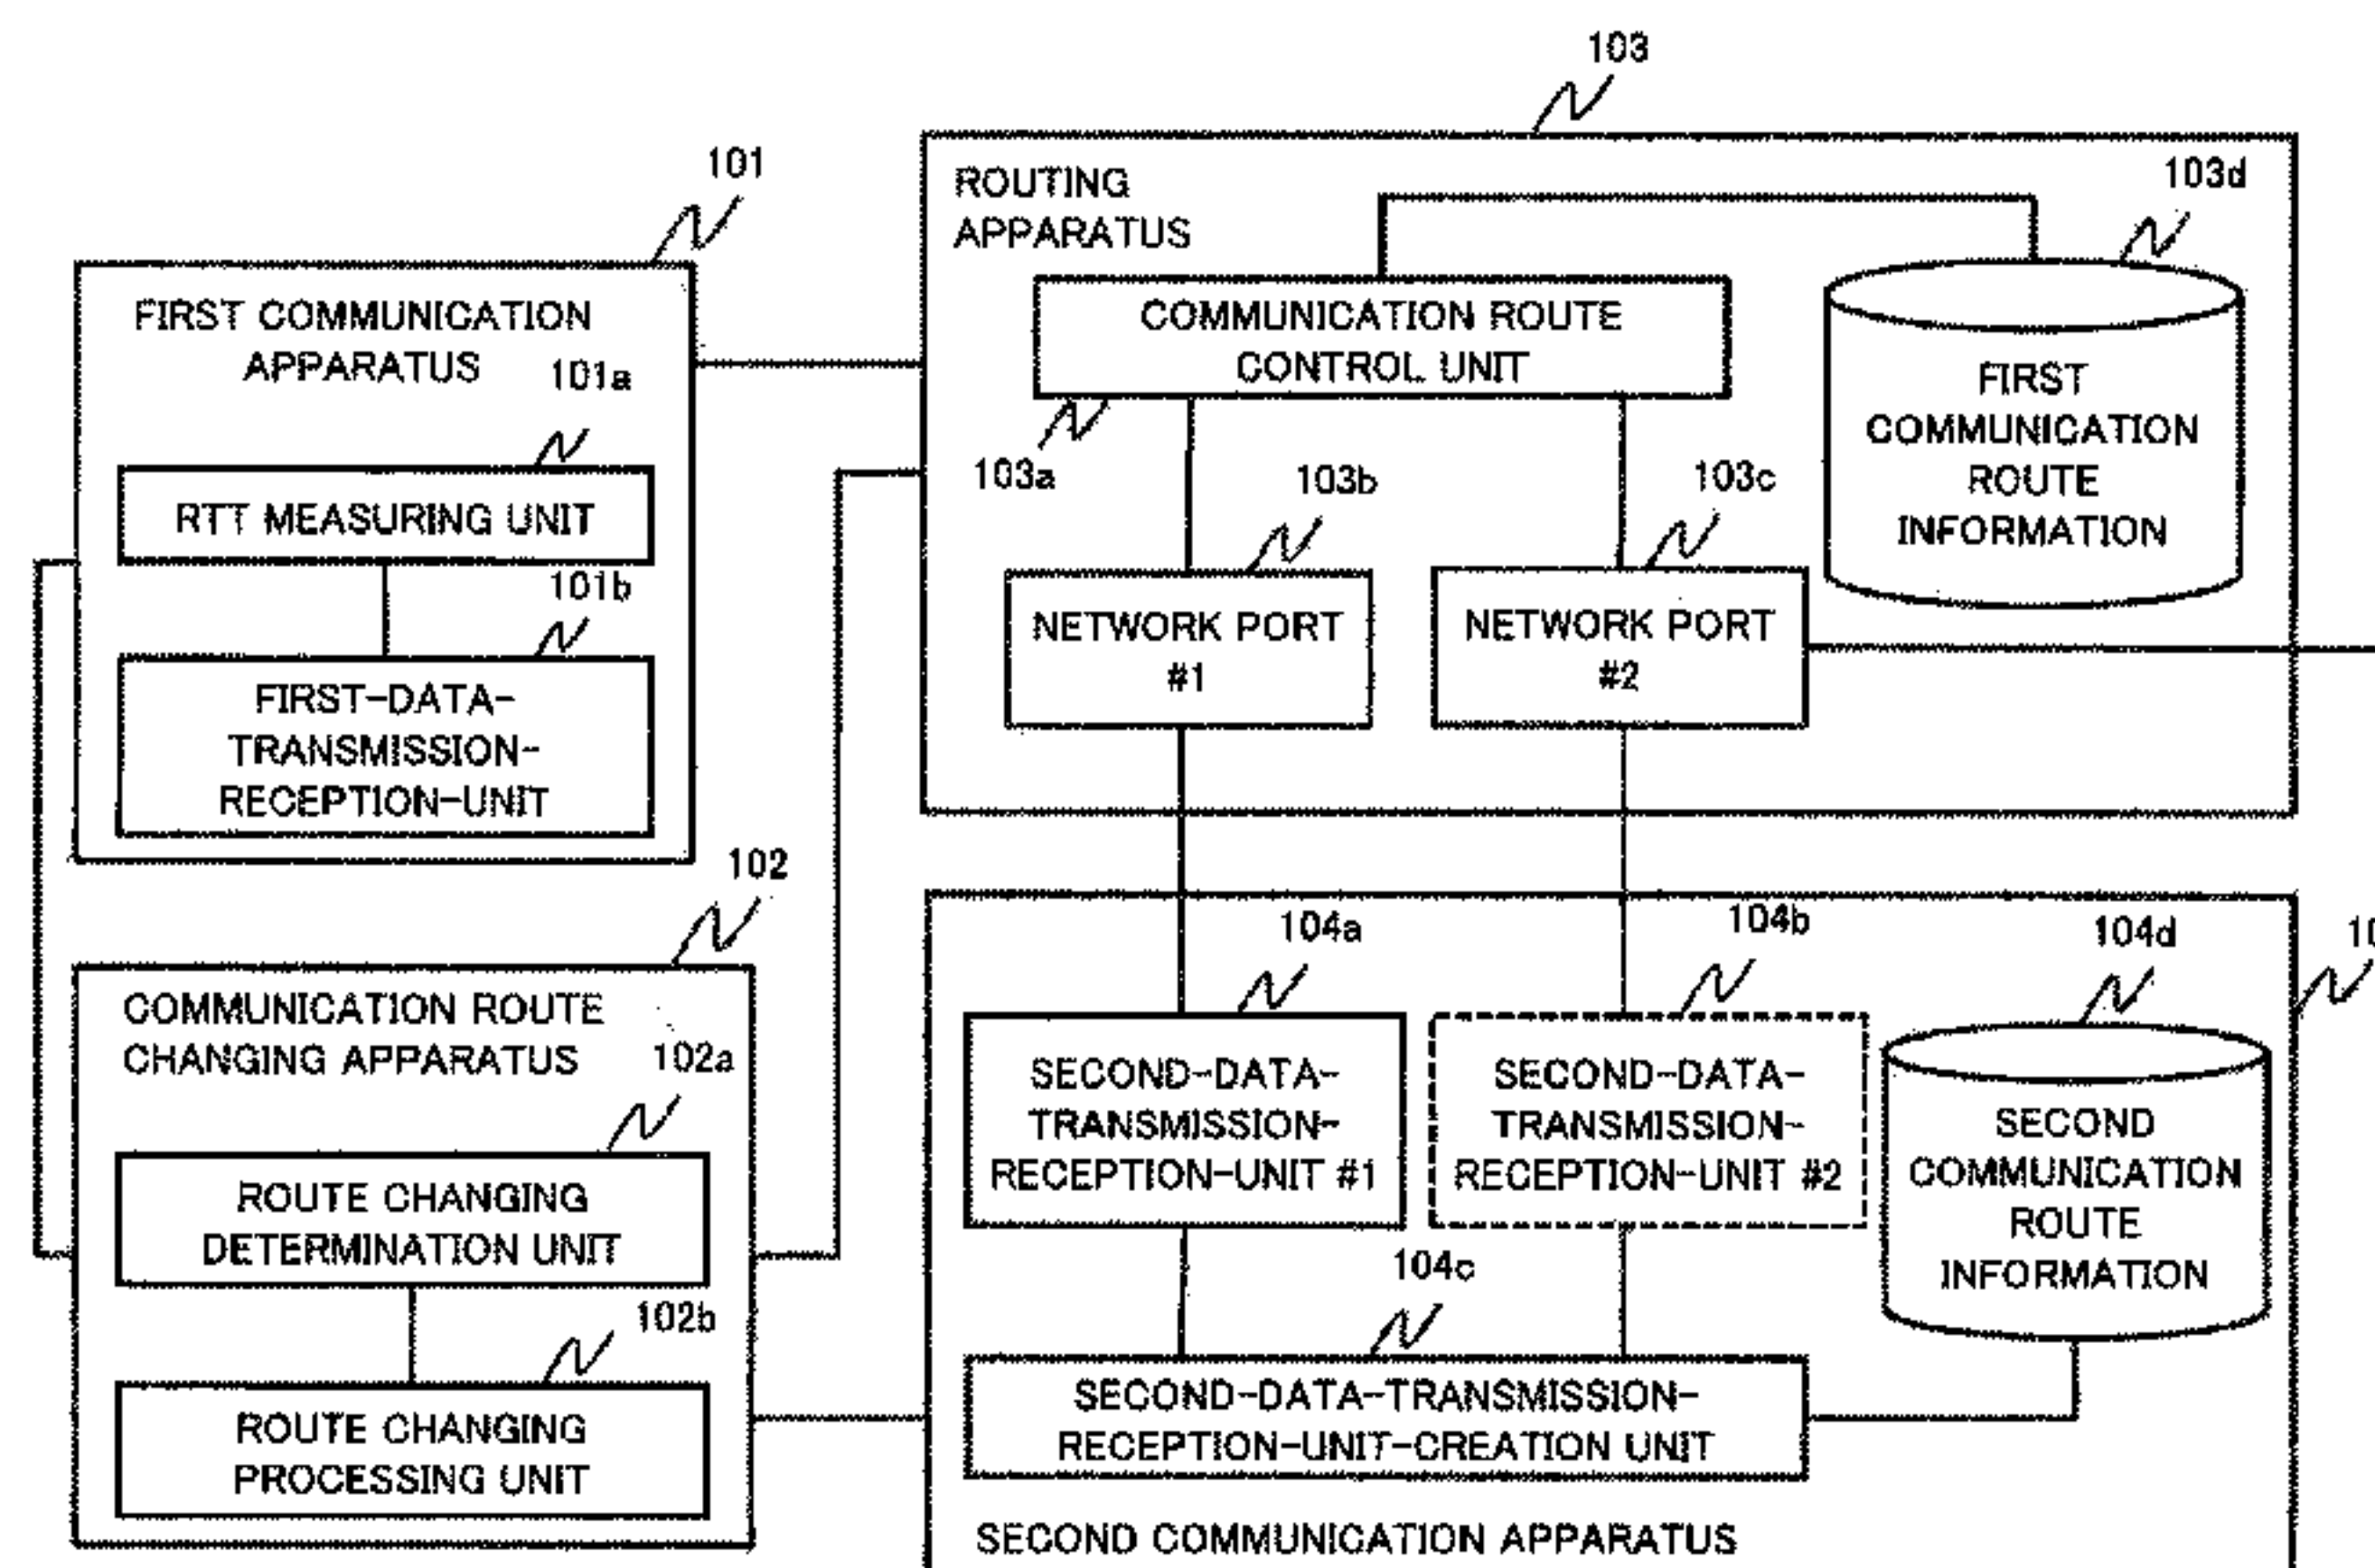 103
101
ROUTING
APPARATUS
103d
FIRST COMMUNICATION
APPARATUS
101a
COMMUNICATION ROUTE
CONTROL UNIT
103a
103b
103c
FIRST
COMMUNICATION
ROUTE
INFORMATION
RTT MEASURING UNIT
101b
NETWORK PORT
#1
NETWORK PORT
#2
FIRST-DATA-
TRANSMISSION-
RECEPTION-UNIT
102
104a
104b
104d
10
COMMUNICATION ROUTE
CHANGING APPARATUS
102a
SECOND-DATA-
TRANSMISSION-
RECEPTION-UNIT #1
SECOND-DATA-
TRANSMISSION-
RECEPTION-UNIT #2
SECOND
COMMUNICATION
ROUTE
INFORMATION
ROUTE CHANGING
DETERMINATION UNIT
104c
102b
ROUTE CHANGING
PROCESSING UNIT
SECOND-DATA-TRANSMISSION-
RECEPTION-UNIT-CREATION UNIT
SECOND COMMUNICATION APPARATUS